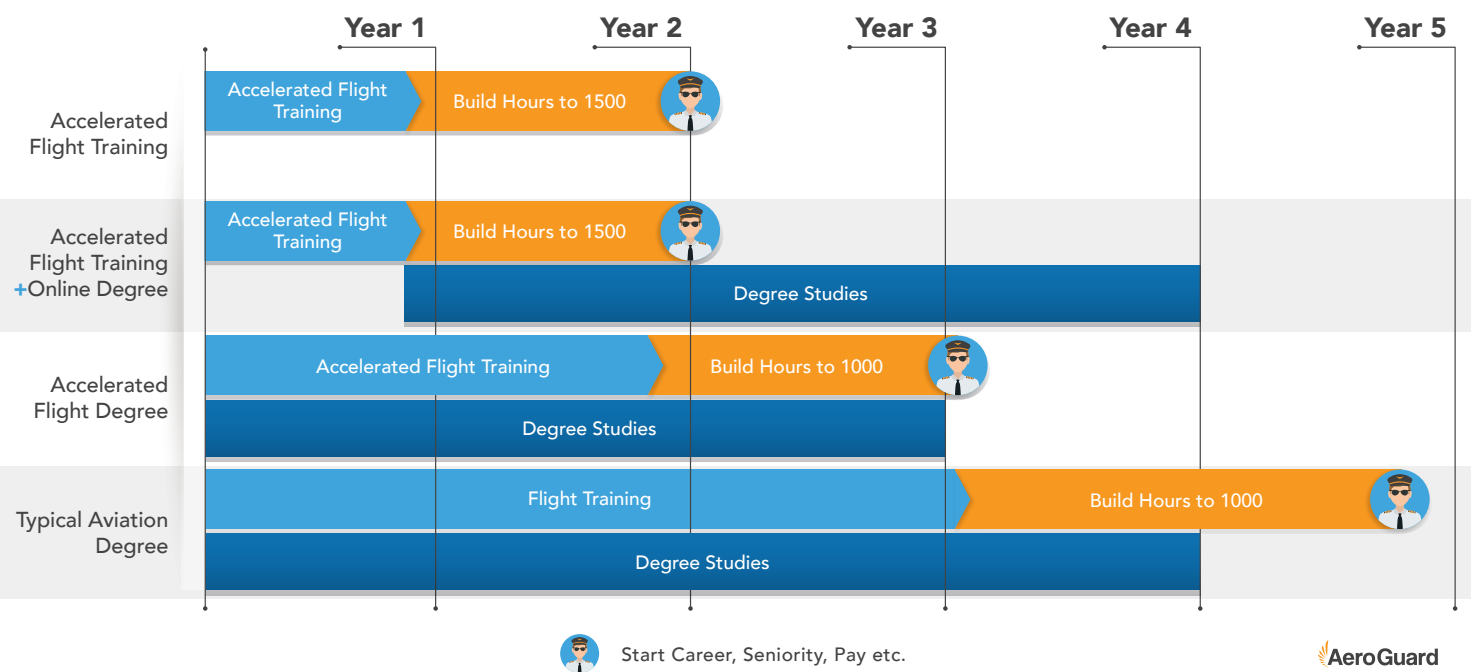 Year 1
Year 2
Year 3
Year 4
Year 5
Accelerated
Flight Training
Accelerated Flight
Training
Build Hours to 1500
Accelerated
Flight Training
+Online Degree
Accelerated Flight
Training
Build Hours to 1500
Degree Studies
Accelerated
Flight Degree
Accelerated Flight Training
Build Hours to 1000
Degree Studies
Typical Aviation
Degree
Flight Training
Build Hours to 1000
Degree Studies
Start Career, Seniority, Pay etc.
AeroGuard